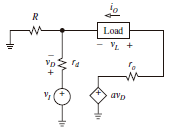 i_O
R
Load
− v_L +
−
v_D
+
r_d
r_o
v_I
+
+
av_D